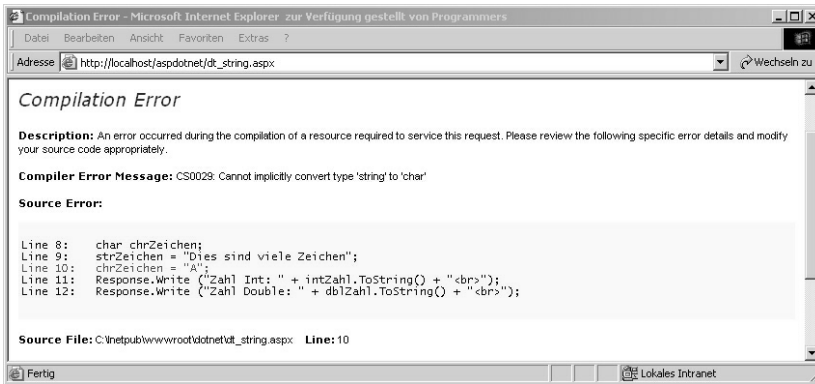 Compilation Error - Microsoft Internet Explorer zur Verfügung gestellt von Programmers
Datei Bearbeiten Ansicht Favoriten Extras ?
Adresse http://localhost/aspdotnet/dt_string.aspx Wechseln zu
Compilation Error
Description: An error occurred during the compilation of a resource required to service this request. Please review the following specific error details and modify
your source code appropriately.
Compiler Error Message: CS0029: Cannot implicitly convert type 'string' to 'char'
Source Error:
Line 8: char chrZeichen;
Line 9: strZeichen = "Dies sind viele Zeichen";
Line 10: chrZeichen = "A";
Line 11: Response.Write ("Zahl Int: " + intZahl.ToString() + "<br>");
Line 12: Response.Write ("Zahl Double: " + dblZahl.ToString() + "<br>");
Source File: C:\Inetpub\wwwroot\dotnet\dt_string.aspx Line: 10
Fertig Lokales Intranet